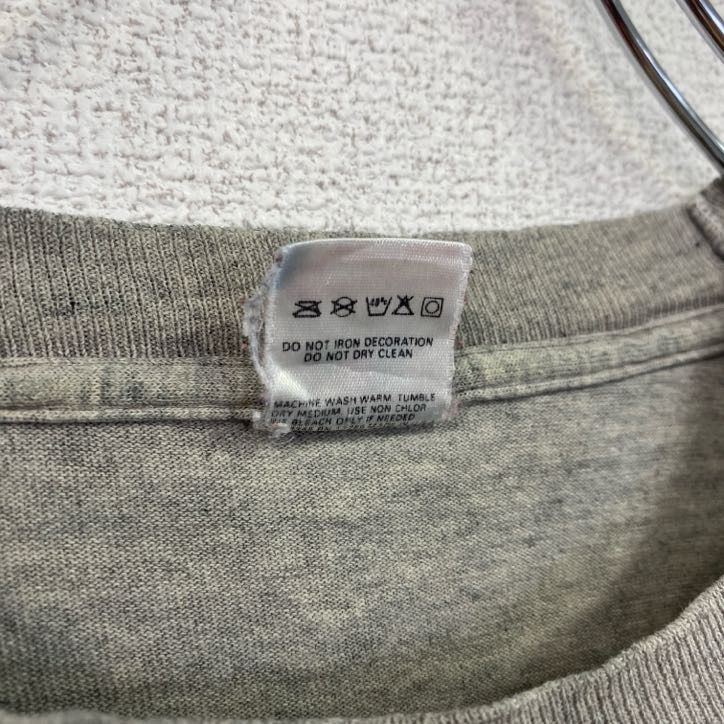 40°
DO NOT IRON DECORATION
DO NOT DRY CLEAN
MACHINE WASH WARM, TUMBLE
DRY MEDIUM, USE NON CHLOR
BLEACH ONLY IF NEEDED